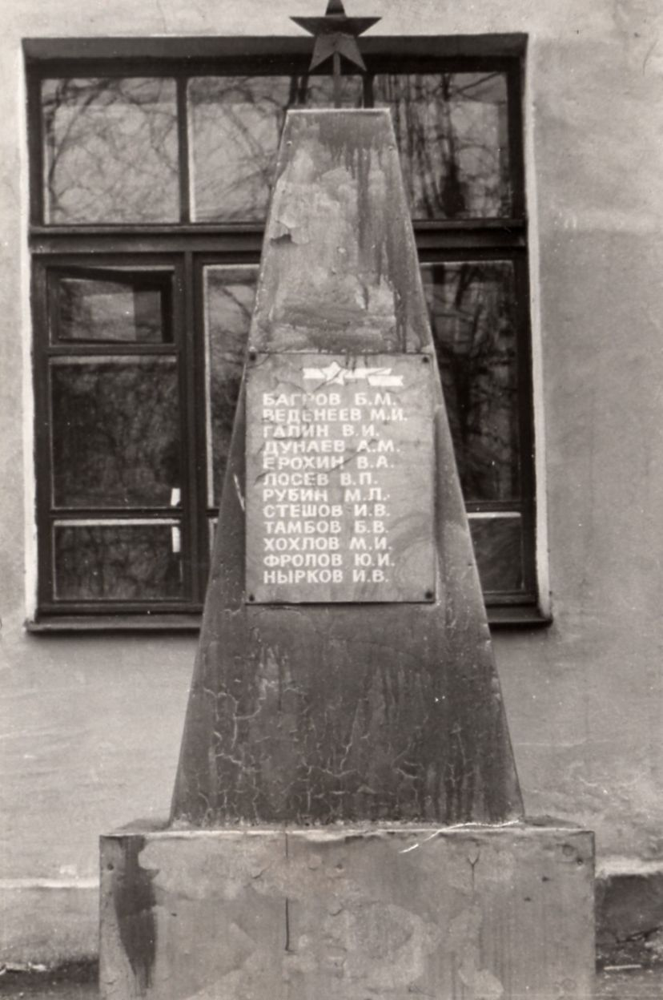 БАГРОВ Б.М.
ВЕДЕНЕЕВ М.И.
ГАЛИН В.И.
ДУНАЕВ А.М.
ЕРОХИН В.А.
ЛОСЕВ В.П.
РУБИН М.Л.
СТЕШОВ И.В.
ТАМБОВ Б.В.
ХОХЛОВ М.И.
ФРОЛОВ Ю.И.
НЫРКОВ И.В.